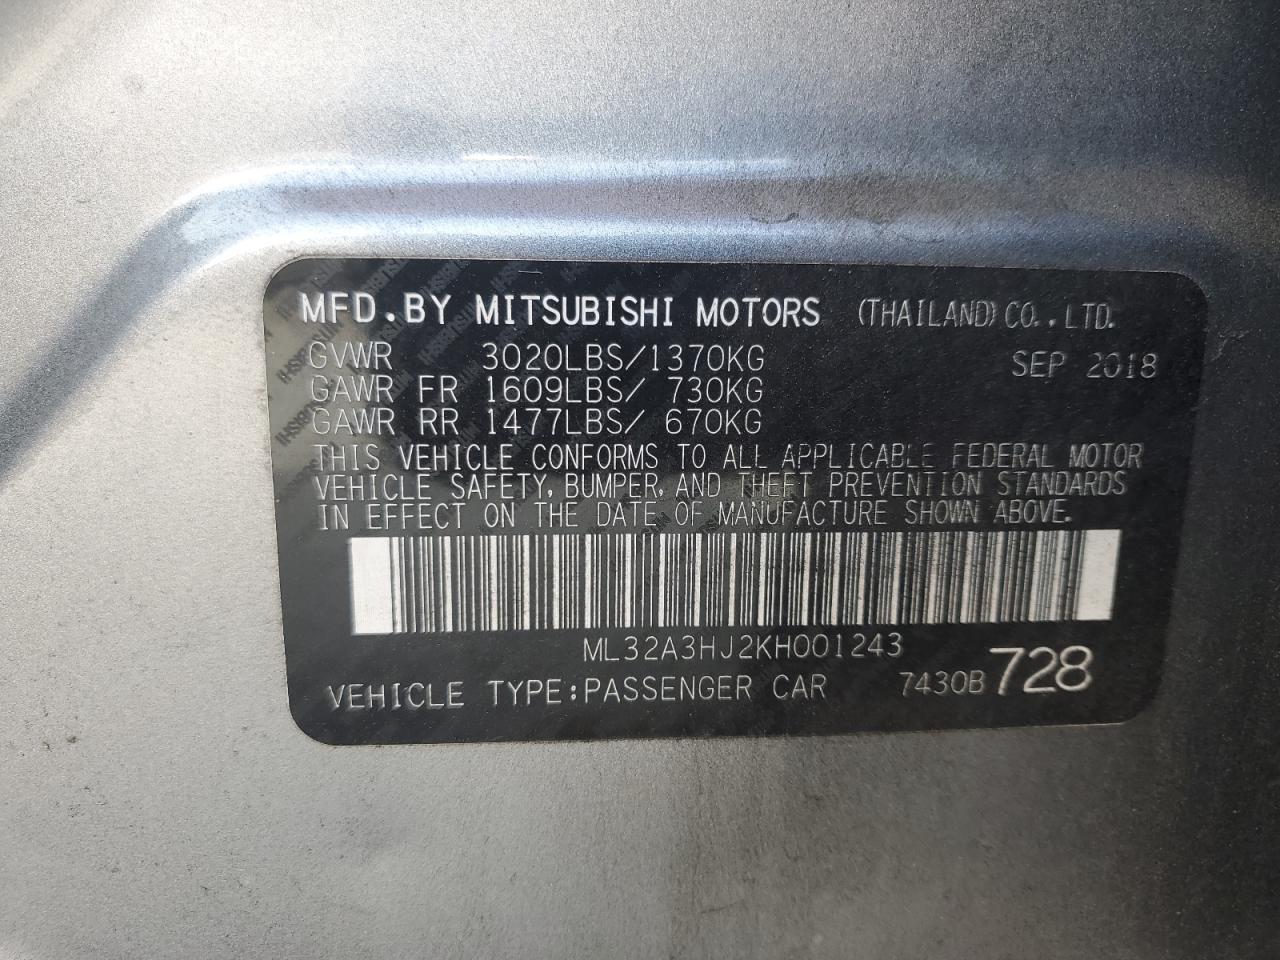 MFD.BY MITSUBISHI MOTORS (THAILAND) CO.,LTD.
GVWR 3020LBS/1370KG SEP 2018
GAWR FR 1609LBS/ 730KG
GAWR RR 1477LBS/ 670KG
THIS VEHICLE CONFORMS TO ALL APPLICABLE FEDERAL MOTOR
VEHICLE SAFETY, BUMPER, AND THEFT PREVENTION STANDARDS
IN EFFECT ON THE DATE OF MANUFACTURE SHOWN ABOVE.
ML32A3HJ2KH001243
VEHICLE TYPE:PASSENGER CAR 7430B 728